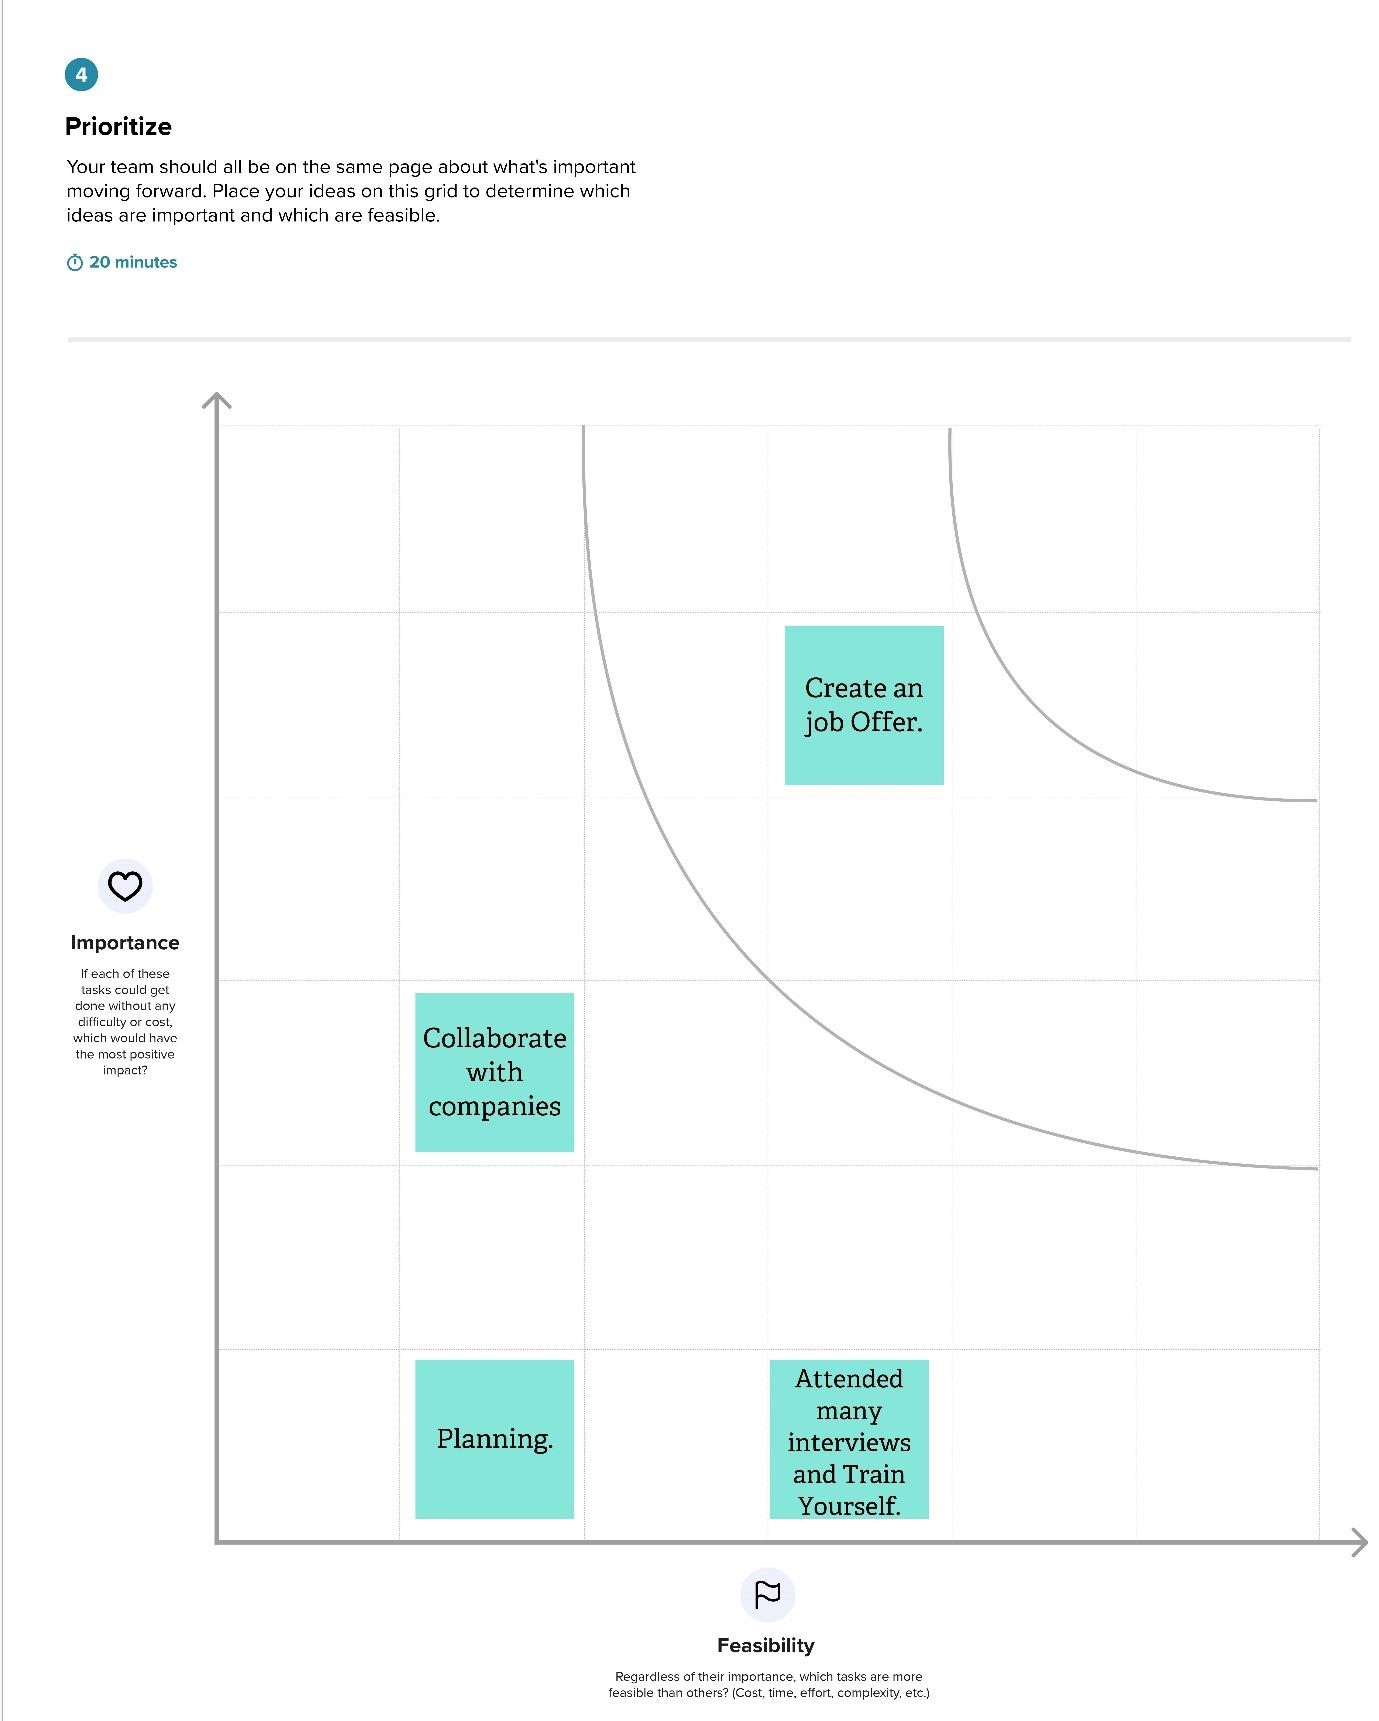 4
Prioritize
Your team should all be on the same page about what's important
moving forward. Place your ideas on this grid to determine which
ideas are important and which are feasible.
20 minutes
Create an
job Offer.
Importance
If each of these
tasks could get
done without any
difficulty or cost,
which would have
the most positive
impact?
Collaborate
with
companies
Planning.
Attended
many
interviews
and Train
Yourself.
Feasibility
Regardless of their importance, which tasks are more
feasible than others? (Cost, time, effort, complexity, etc.)